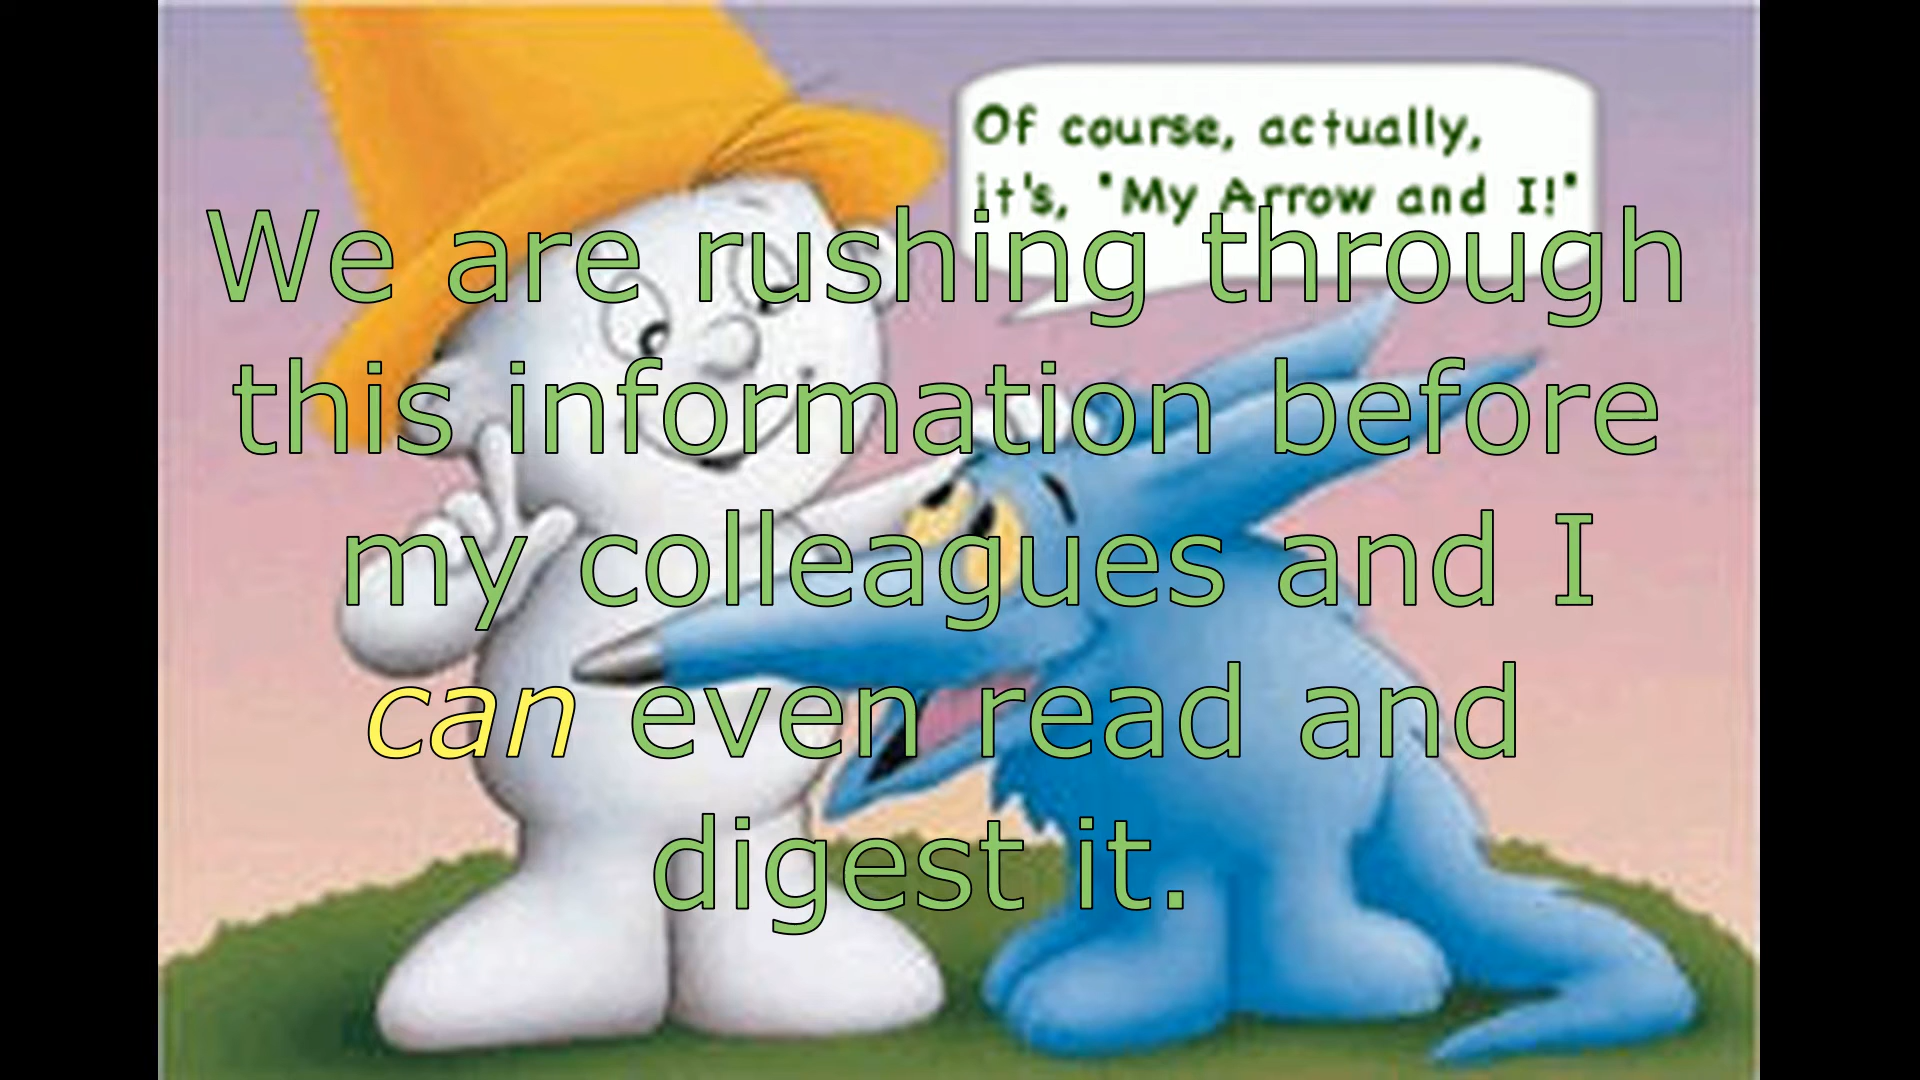 Of course, actually,
it's, "My Arrow and I!"
We are rushing through
this information before
my colleagues and I
can even read and
digest it.